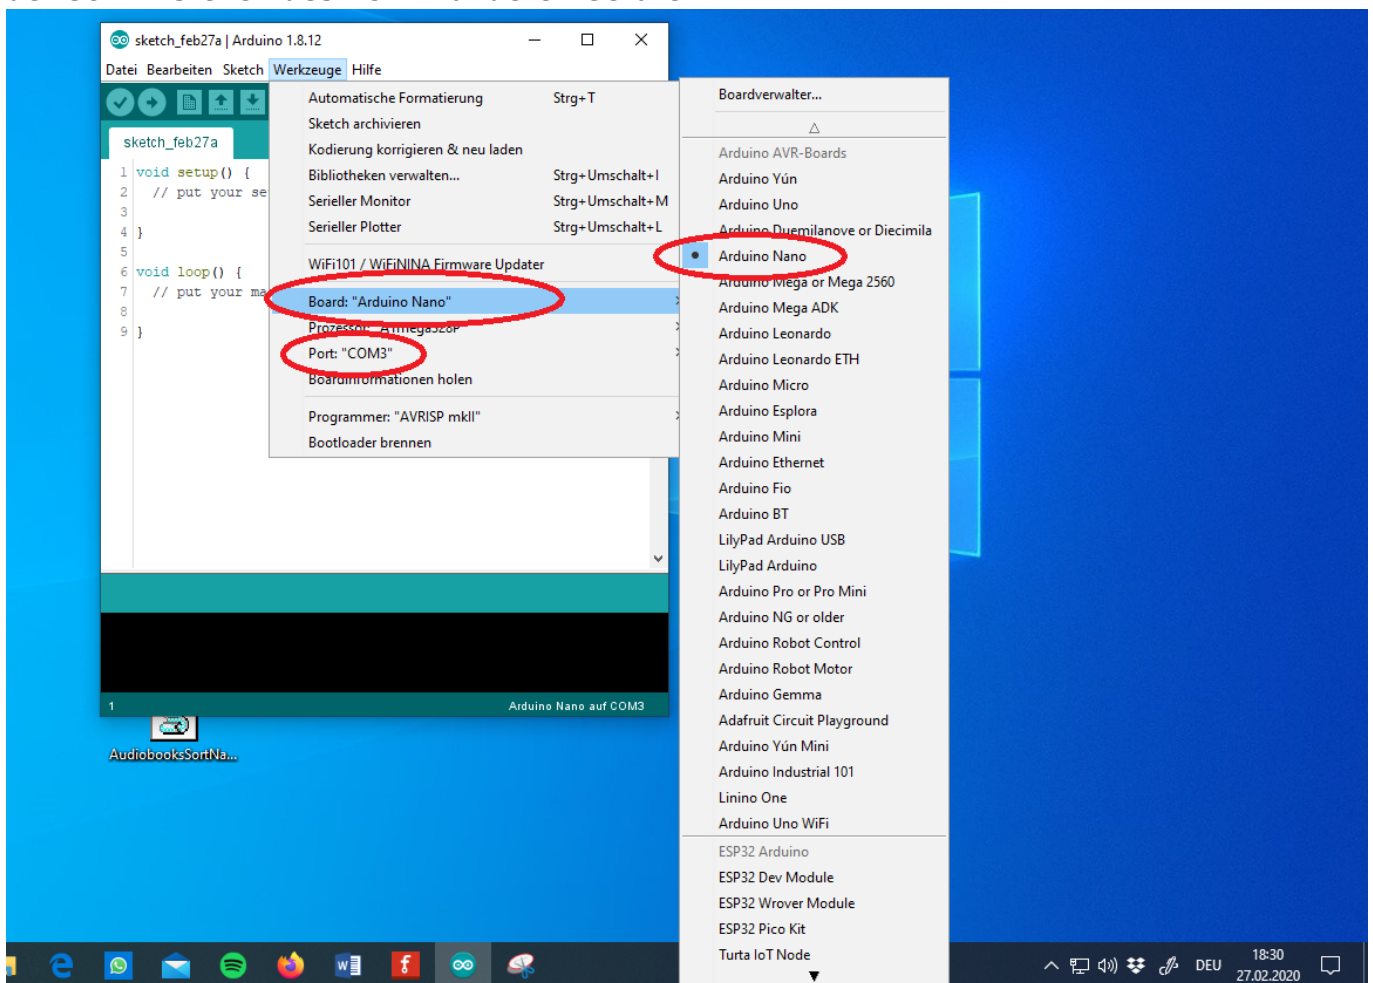 sketch_feb27a | Arduino 1.8.12
Datei Bearbeiten Sketch Werkzeuge Hilfe
sketch_feb27a
1 void setup() {
2 // put your se
3
4 }
5
6 void loop() {
7 // put your ma
8
9 }
Automatische Formatierung Strg+T
Sketch archivieren
Kodierung korrigieren & neu laden
Bibliotheken verwalten... Strg+Umschalt+I
Serieller Monitor Strg+Umschalt+M
Serieller Plotter Strg+Umschalt+L
WiFi101 / WiFiNINA Firmware Updater
Board: "Arduino Nano"
Prozessor: "ATmega328P"
Port: "COM3"
Boardinformationen holen
Programmer: "AVRISP mkII"
Bootloader brennen
Boardverwalter...
Arduino AVR-Boards
Arduino Yún
Arduino Uno
Arduino Duemilanove or Diecimila
Arduino Nano
Arduino Mega or Mega 2560
Arduino Mega ADK
Arduino Leonardo
Arduino Leonardo ETH
Arduino Micro
Arduino Esplora
Arduino Mini
Arduino Ethernet
Arduino Fio
Arduino BT
LilyPad Arduino USB
LilyPad Arduino
Arduino Pro or Pro Mini
Arduino NG or older
Arduino Robot Control
Arduino Robot Motor
Arduino Gemma
Adafruit Circuit Playground
Arduino Yún Mini
Arduino Industrial 101
Linino One
Arduino Uno WiFi
ESP32 Arduino
ESP32 Dev Module
ESP32 Wrover Module
ESP32 Pico Kit
Turta IoT Node
1 Arduino Nano auf COM3
AudiobooksSortNa...
DEU
18:30
27.02.2020